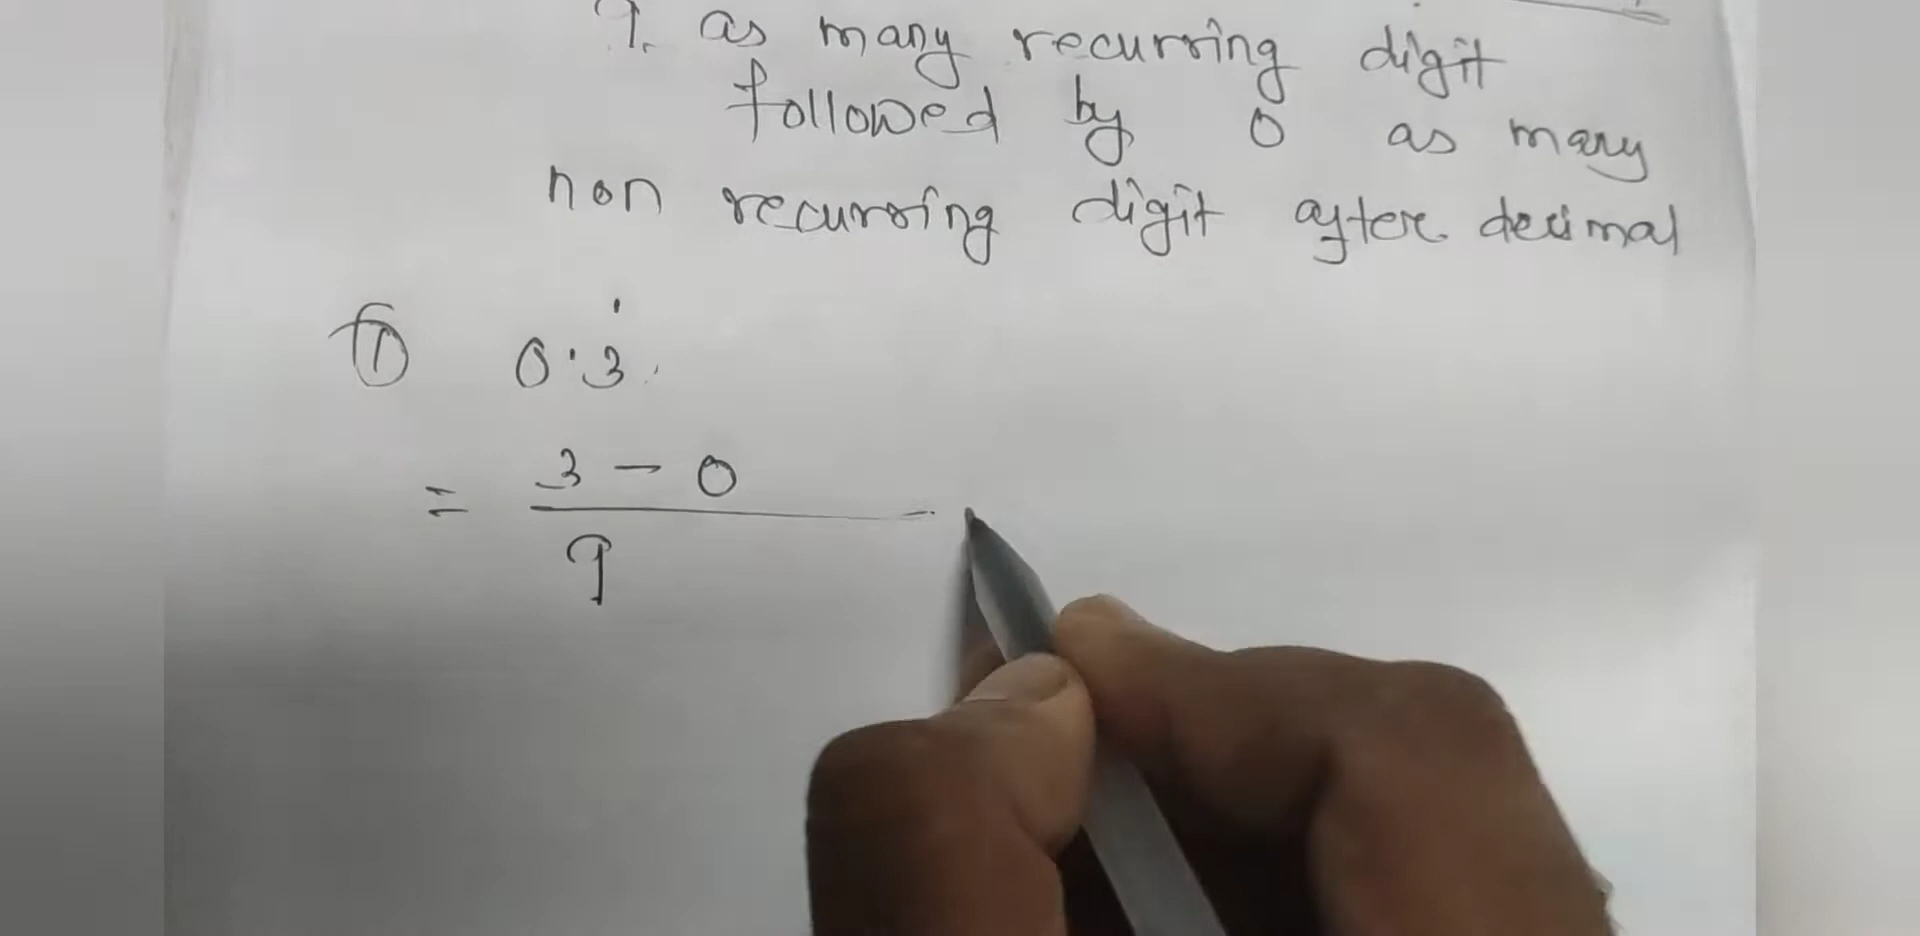 9 as many recurring digit
followed by 0 as many
non recurring digit after decimal
① 0.3̇
= 3 - 0
9